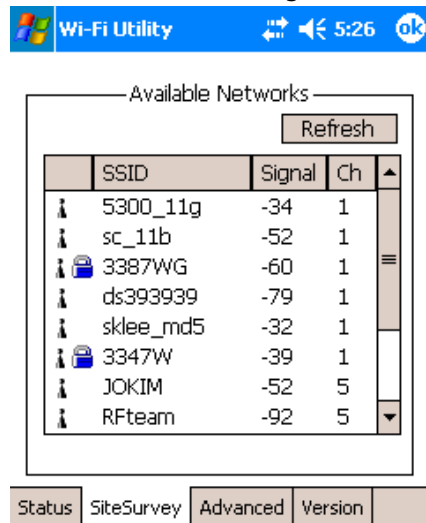 Wi-Fi Utility 5:26 ok
Available Networks
Refresh
SSID Signal Ch
5300_11g -34 1
sc_11b -52 1
3387WG -60 1
ds393939 -79 1
sklee_md5 -32 1
3347W -39 1
JOKIM -52 5
RFteam -92 5
Status SiteSurvey Advanced Version